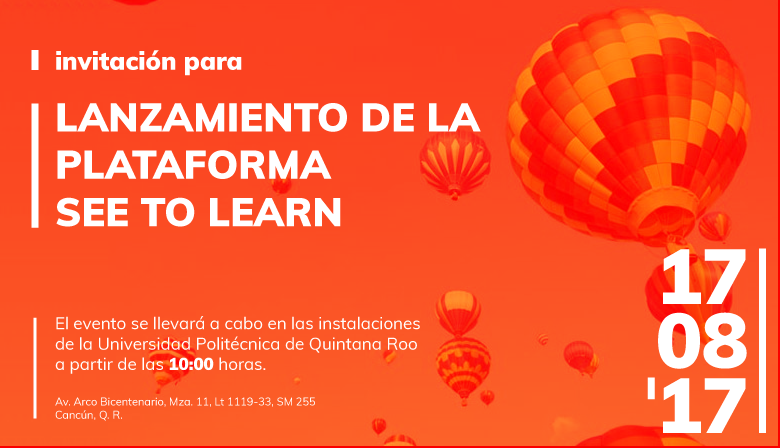 invitación para
LANZAMIENTO DE LA
PLATAFORMA
SEE TO LEARN
El evento se llevará a cabo en las instalaciones
de la Universidad Politécnica de Quintana Roo
a partir de las 10:00 horas.
Av. Arco Bicentenario, Mza. 11, Lt 1119-33, SM 255
Cancún, Q. R.
17
08
'17